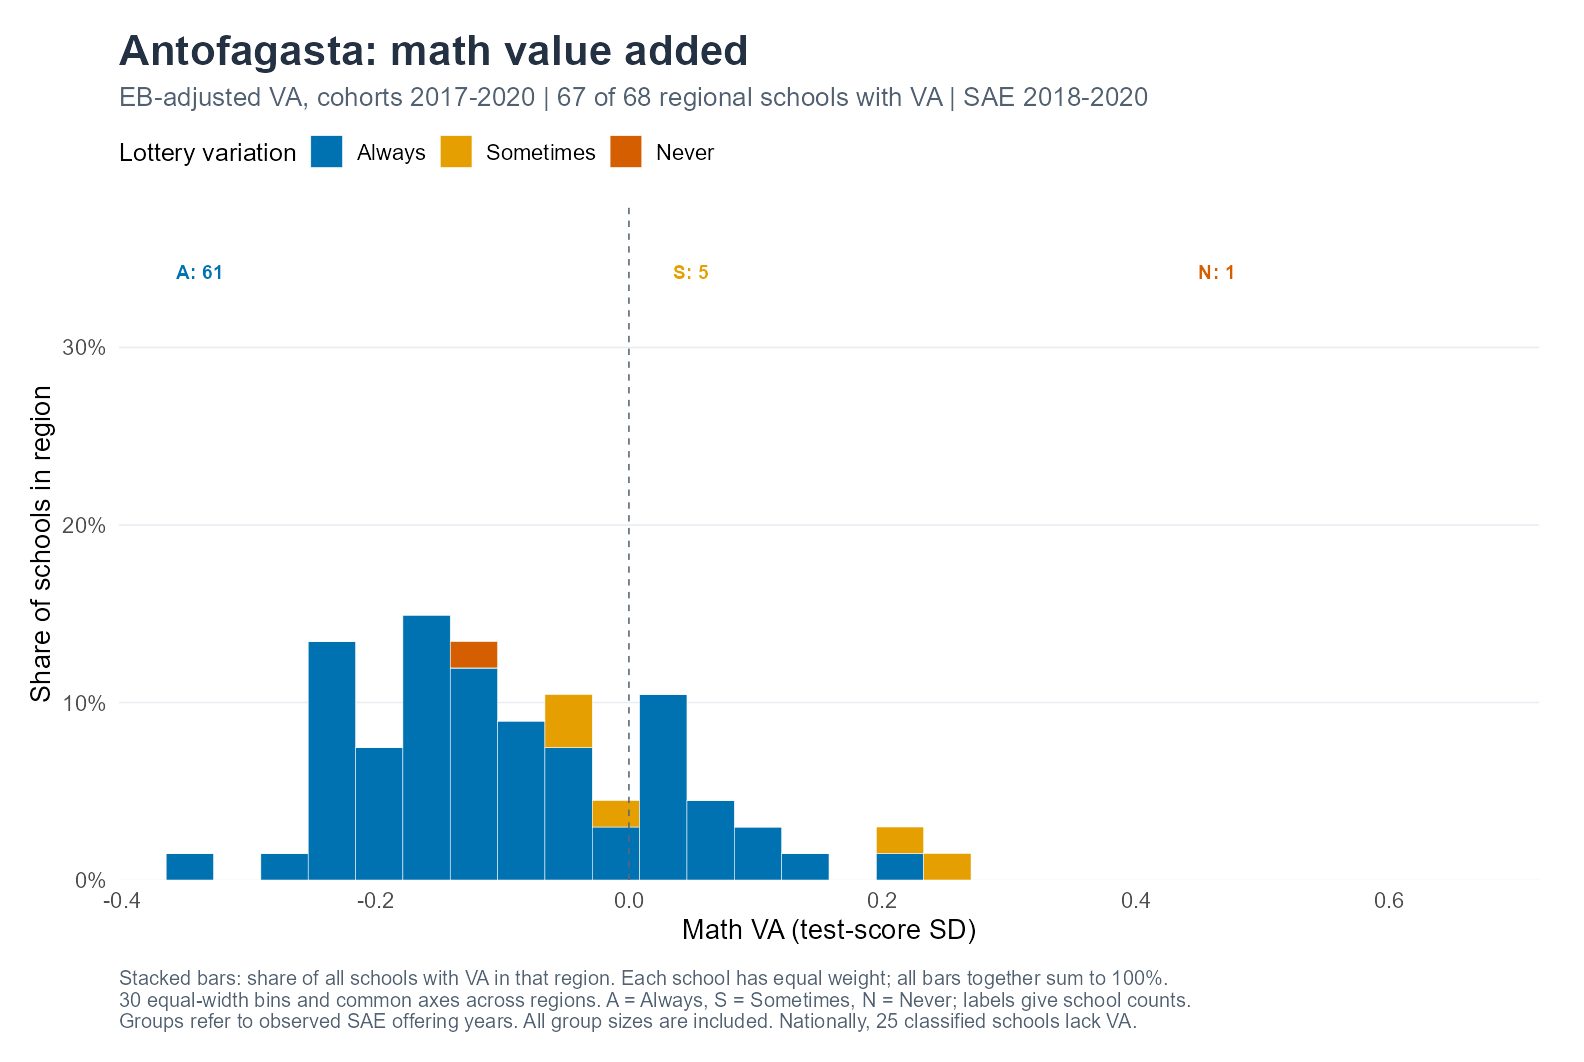 Antofagasta: math value added
EB-adjusted VA, cohorts 2017-2020 | 67 of 68 regional schools with VA | SAE 2018-2020
Lottery variation Always Sometimes Never
A: 61 S: 5 N: 1
30%
20%
10%
0%
Share of schools in region
-0.4 -0.2 0.0 0.2 0.4 0.6
Math VA (test-score SD)
Stacked bars: share of all schools with VA in that region. Each school has equal weight; all bars together sum to 100%.
30 equal-width bins and common axes across regions. A = Always, S = Sometimes, N = Never; labels give school counts.
Groups refer to observed SAE offering years. All group sizes are included. Nationally, 25 classified schools lack VA.